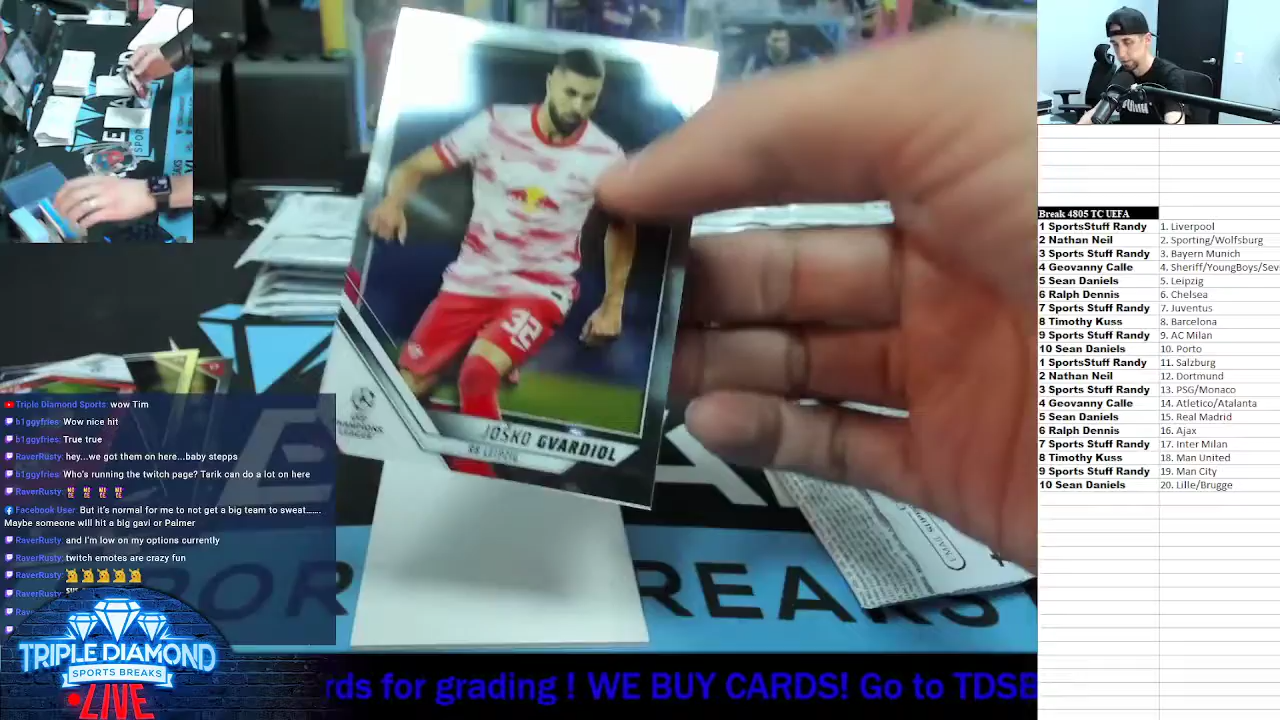 32
JOSKO GVARDIOL
RB LEIPZIG
CHAMPIONS
LEAGUE
Triple Diamond Sports: wow Tim
b1ggyfries: Wow nice hit
b1ggyfries: True true
RaverRusty: hey...we got them on here...baby stepps
b1ggyfries: Who's running the twitch page? Tarik can do a lot on here
RaverRusty:
Facebook User: But it's normal for me to not get a big team to sweat.......
Maybe someone will hit a big gavi or Palmer
RaverRusty: and I'm low on my options currently
RaverRusty: twitch emotes are crazy fun
RaverRusty:
RaverRusty:
TRIPLE DIAMOND
SPORTS BREAKS
LIVE
BREAKS
rds for grading ! WE BUY CARDS! Go to TDSB
Break 4805 TC UEFA
1 SportsStuff Randy 1. Liverpool
2 Nathan Neil 2. Sporting/Wolfsburg
3 Sports Stuff Randy 3. Bayern Munich
4 Geovanny Calle 4. Sheriff/YoungBoys/Sev
5 Sean Daniels 5. Leipzig
6 Ralph Dennis 6. Chelsea
7 Sports Stuff Randy 7. Juventus
8 Timothy Kuss 8. Barcelona
9 Sports Stuff Randy 9. AC Milan
10 Sean Daniels 10. Porto
1 SportsStuff Randy 11. Salzburg
2 Nathan Neil 12. Dortmund
3 Sports Stuff Randy 13. PSG/Monaco
4 Geovanny Calle 14. Atletico/Atalanta
5 Sean Daniels 15. Real Madrid
6 Ralph Dennis 16. Ajax
7 Sports Stuff Randy 17. Inter Milan
8 Timothy Kuss 18. Man United
9 Sports Stuff Randy 19. Man City
10 Sean Daniels 20. Lille/Brugge